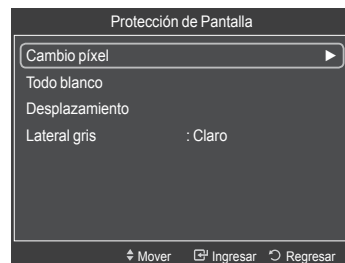 Protección de Pantalla
Cambio píxel
Todo blanco
Desplazamiento
Lateral gris : Claro
Mover Ingresar Regresar